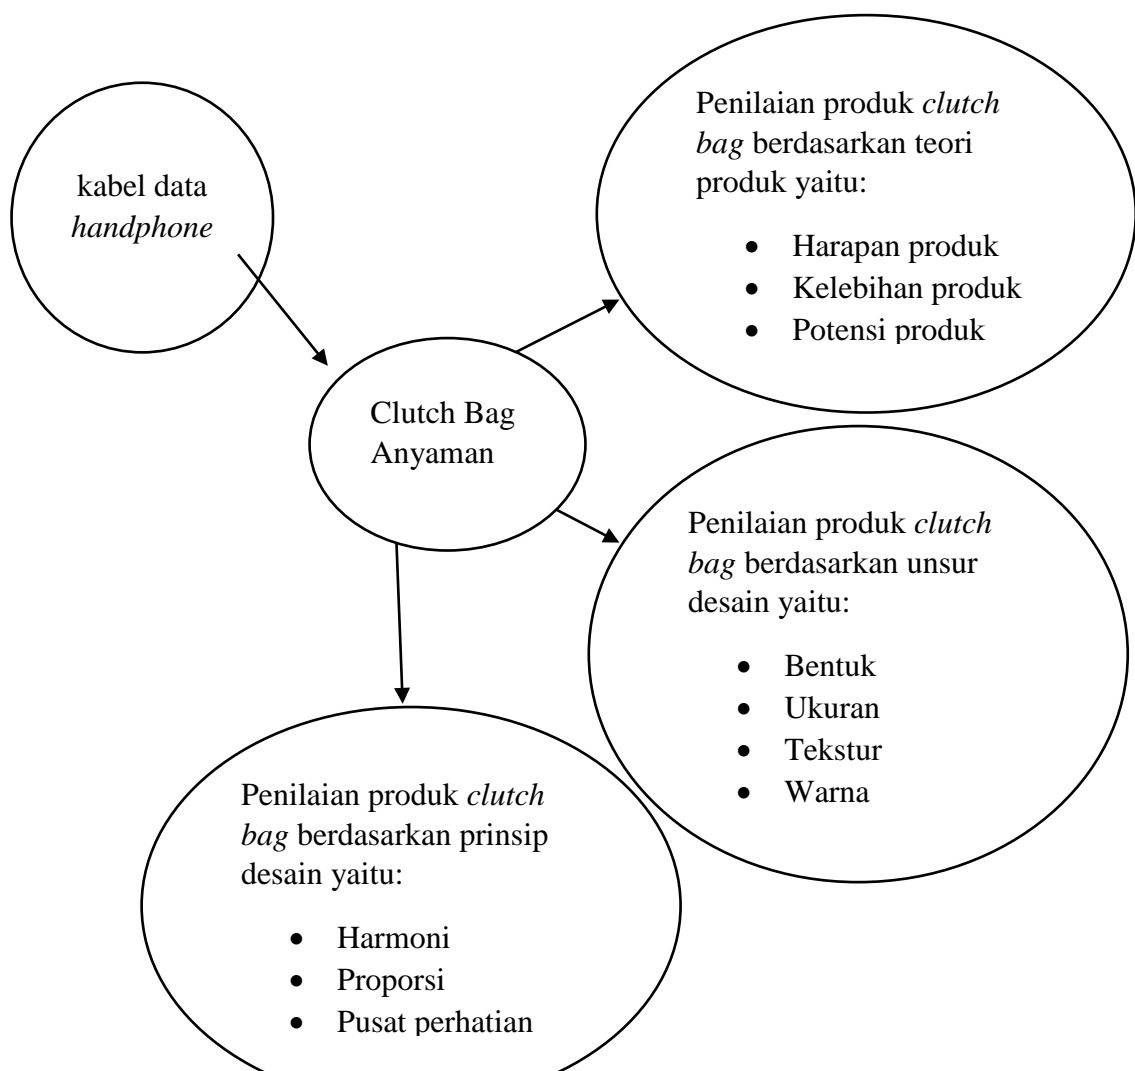 kabel data
handphone
Clutch Bag
Anyaman
Penilaian produk clutch
bag berdasarkan teori
produk yaitu:
• Harapan produk
• Kelebihan produk
• Potensi produk
Penilaian produk clutch
bag berdasarkan unsur
desain yaitu:
• Bentuk
• Ukuran
• Tekstur
• Warna
Penilaian produk clutch
bag berdasarkan prinsip
desain yaitu:
• Harmoni
• Proporsi
• Pusat perhatian